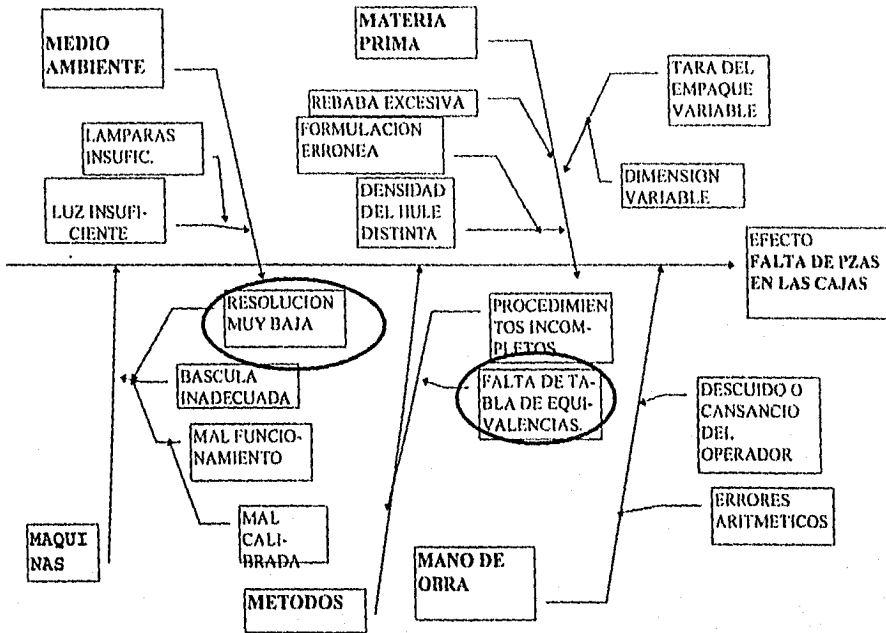 MEDIO
AMBIENTE
MATERIA
PRIMA
TARA DEL
EMPAQUE
VARIABLE
REBABA EXCESIVA
FORMULACION
ERRONEA
LAMPARAS
INSUFIC.
DENSIDAD
DEL HULE
DISTINTA
DIMENSION
VARIABLE
LUZ INSUFI-
CIENTE
EFECTO
FALTA DE PZAS
EN LAS CAJAS
RESOLUCION
MUY BAJA
PROCEDIMIEN
TOS INCOM-
PLETOS
BASCULA
INADECUADA
FALTA DE TA-
BLA DE EQUI-
VALENCIAS.
DESCUIDO O
CANSANCIO
DEL
OPERADOR
MAL FUNCIO-
NAMIENTO
MAL
CALI-
BRADA
ERRORES
ARITMETICOS
MAQUI
NAS
METODOS
MANO DE
OBRA